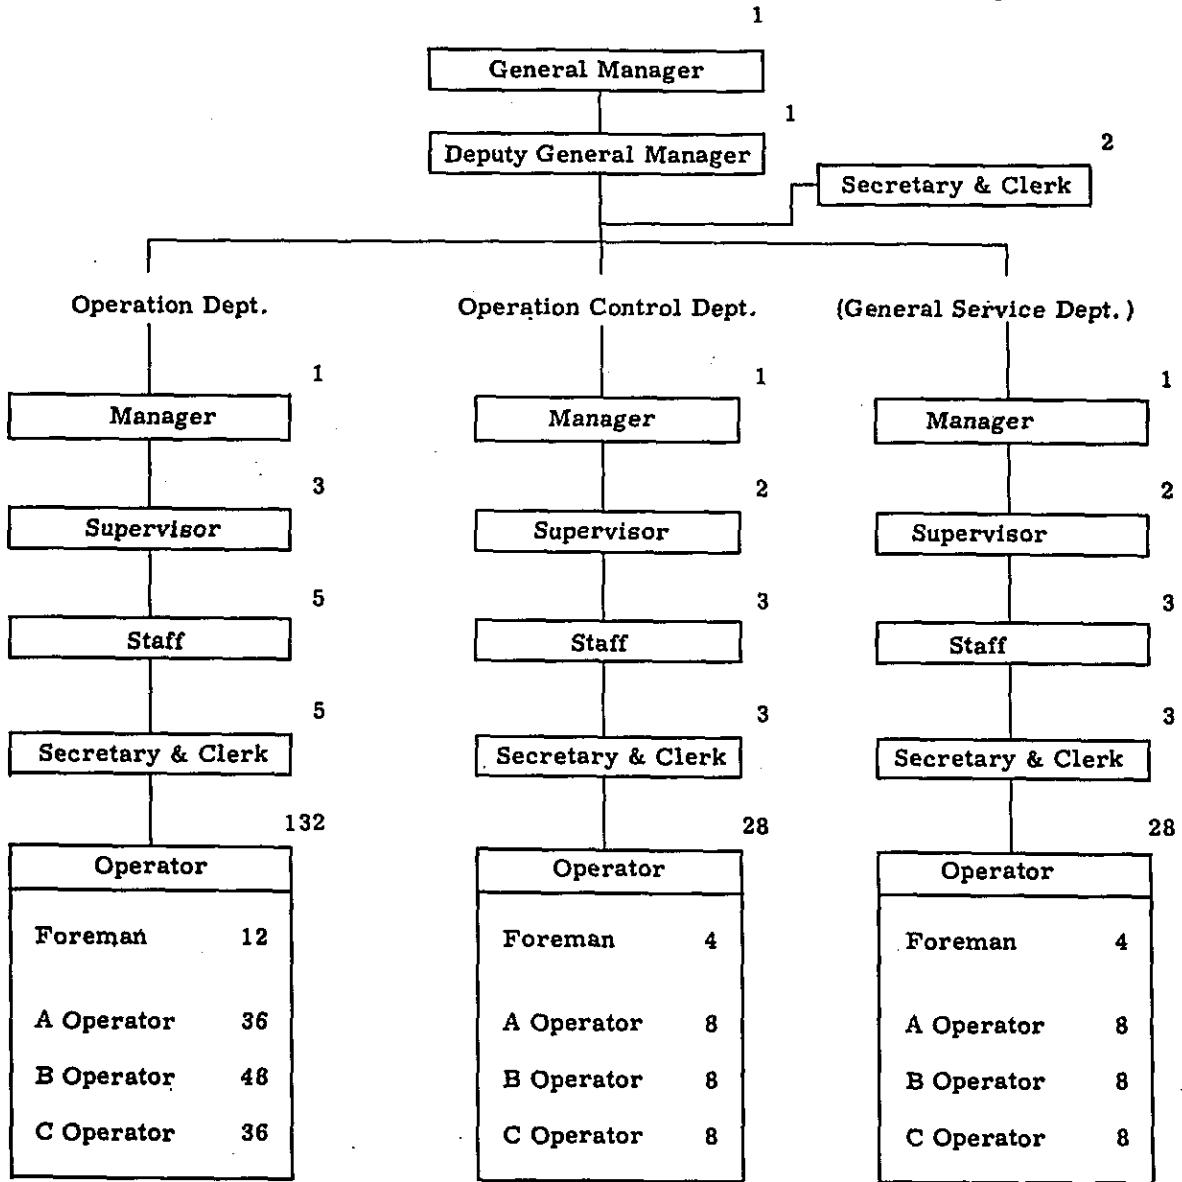 1
General Manager
1
Deputy General Manager
2
Secretary & Clerk
Operation Dept.
1
Manager
3
Supervisor
5
Staff
5
Secretary & Clerk
132
Operator
Foreman 12
A Operator 36
B Operator 48
C Operator 36
Operation Control Dept.
1
Manager
2
Supervisor
3
Staff
3
Secretary & Clerk
28
Operator
Foreman 4
A Operator 8
B Operator 8
C Operator 8
(General Service Dept.)
1
Manager
2
Supervisor
3
Staff
3
Secretary & Clerk
28
Operator
Foreman 4
A Operator 8
B Operator 8
C Operator 8